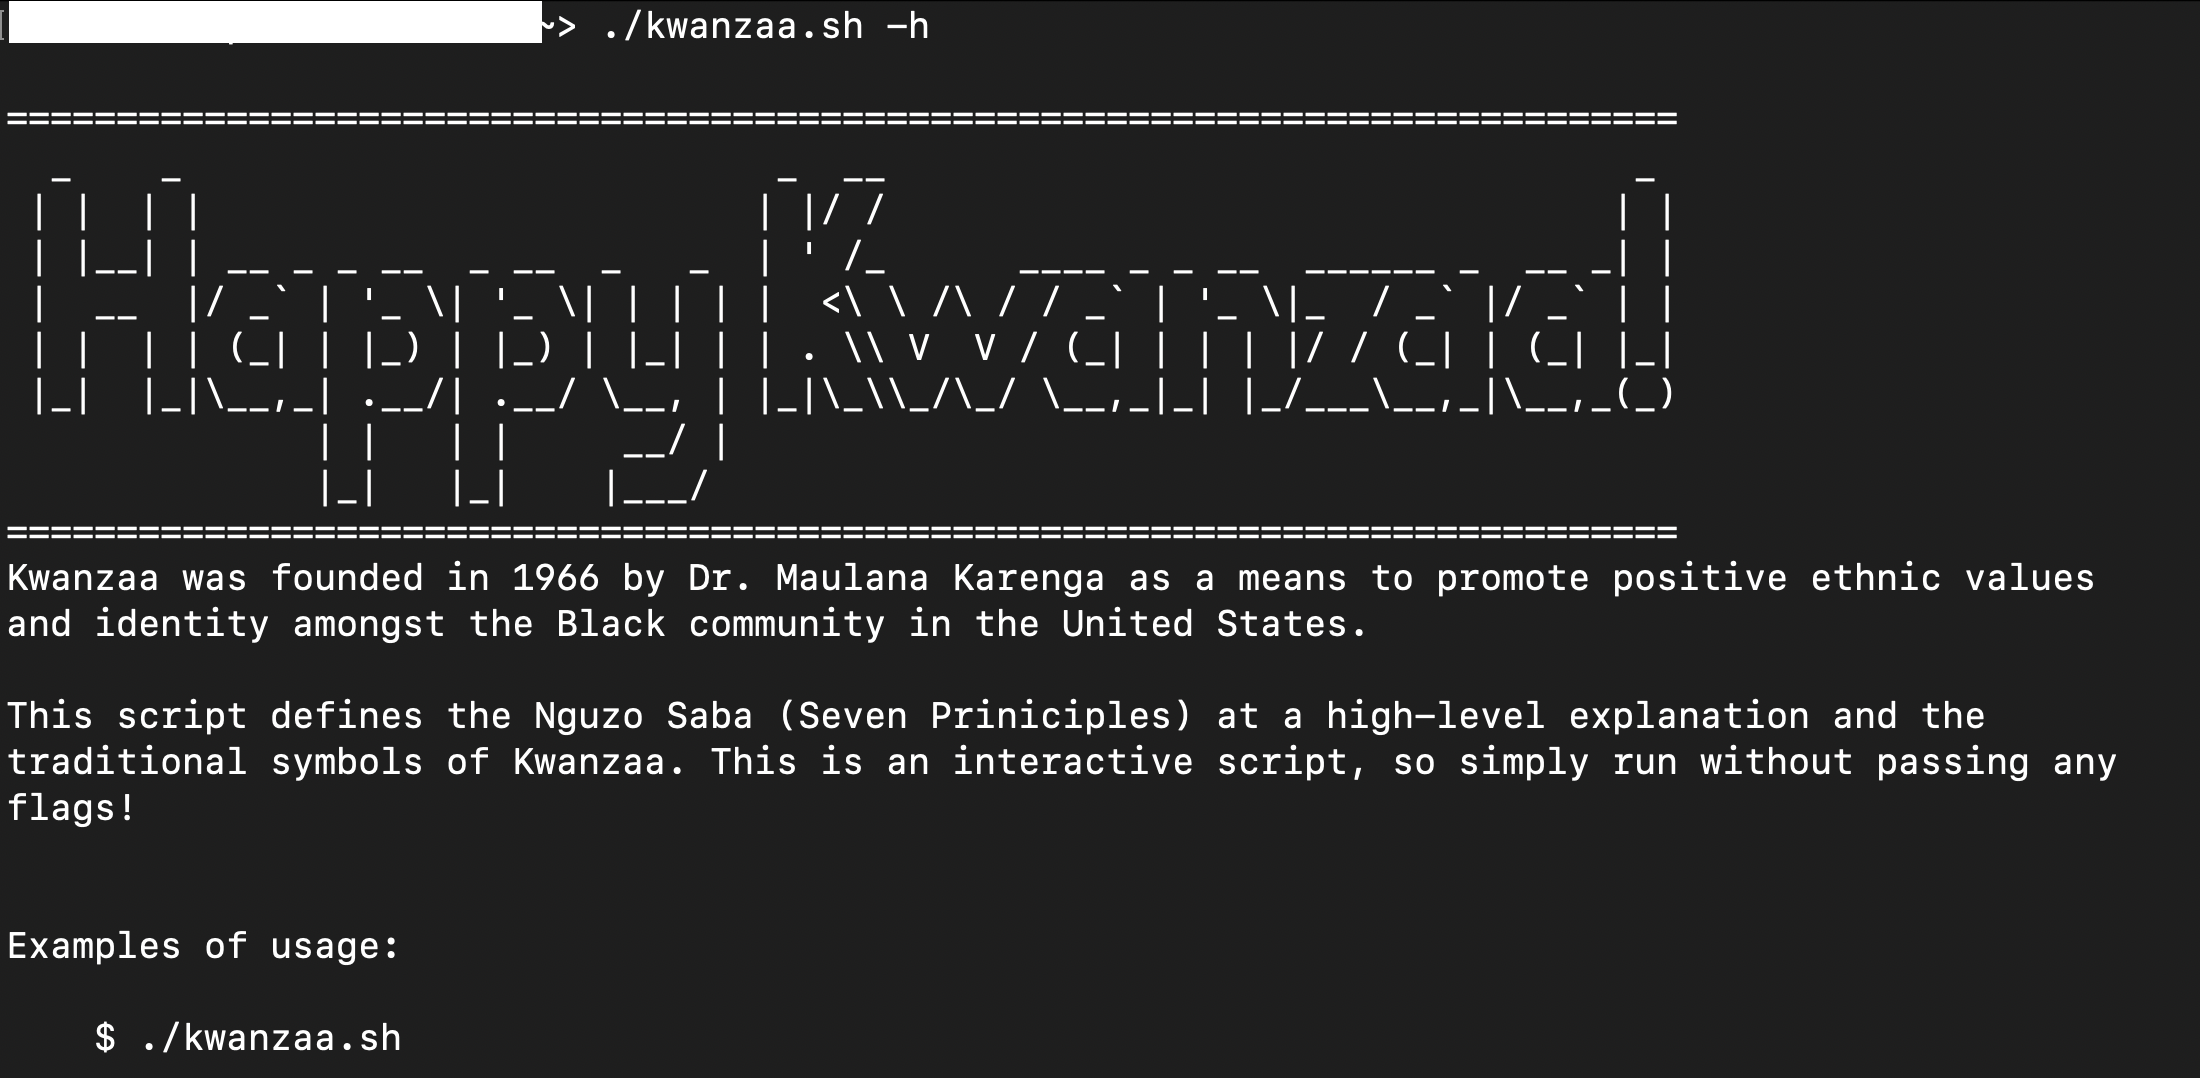 ~> ./kwanzaa.sh -h
============================================================================
  _    _                           _  __                                  _
 | |  | |                         | |/ /                                 | |
 | |__| | __ _ _ __  _ __  _   _  | ' /_      ____ _ _ __  ______ _  __ _| |
 |  __  |/ _` | '_ \| '_ \| | | | |  <\ \ /\ / / _` | '_ \|_  / _` |/ _` | |
 | |  | | (_| | |_) | |_) | |_| | | . \\ V  V / (_| | | | |/ / (_| | (_| |_|
 |_|  |_|\__,_| .__/| .__/ \__, | |_|\_\\_/\_/ \__,_|_| |_/___\__,_|\__,_(_)
              | |   | |     __/ |
              |_|   |_|    |___/
============================================================================
Kwanzaa was founded in 1966 by Dr. Maulana Karenga as a means to promote positive ethnic values
and identity amongst the Black community in the United States.
This script defines the Nguzo Saba (Seven Priniciples) at a high-level explanation and the
traditional symbols of Kwanzaa. This is an interactive script, so simply run without passing any
flags!
Examples of usage:
$ ./kwanzaa.sh